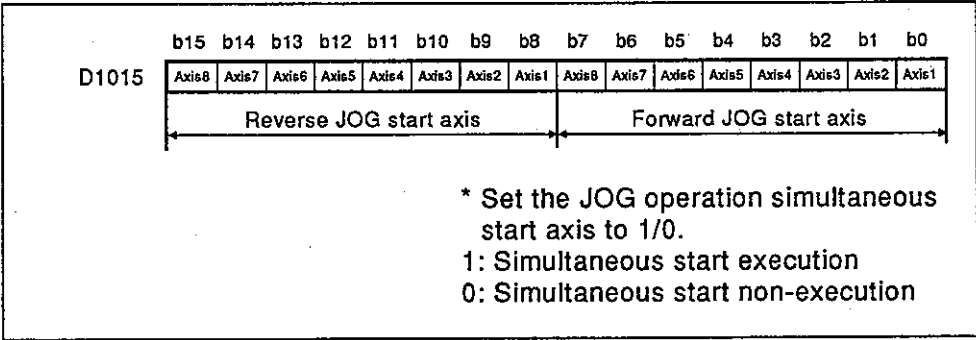 b15 b14 b13 b12 b11 b10 b9 b8 b7 b6 b5 b4 b3 b2 b1 b0
D1015 Axis8 Axis7 Axis6 Axis5 Axis4 Axis3 Axis2 Axis1 Axis8 Axis7 Axis6 Axis5 Axis4 Axis3 Axis2 Axis1
Reverse JOG start axis Forward JOG start axis
* Set the JOG operation simultaneous
start axis to 1/0.
1: Simultaneous start execution
0: Simultaneous start non-execution